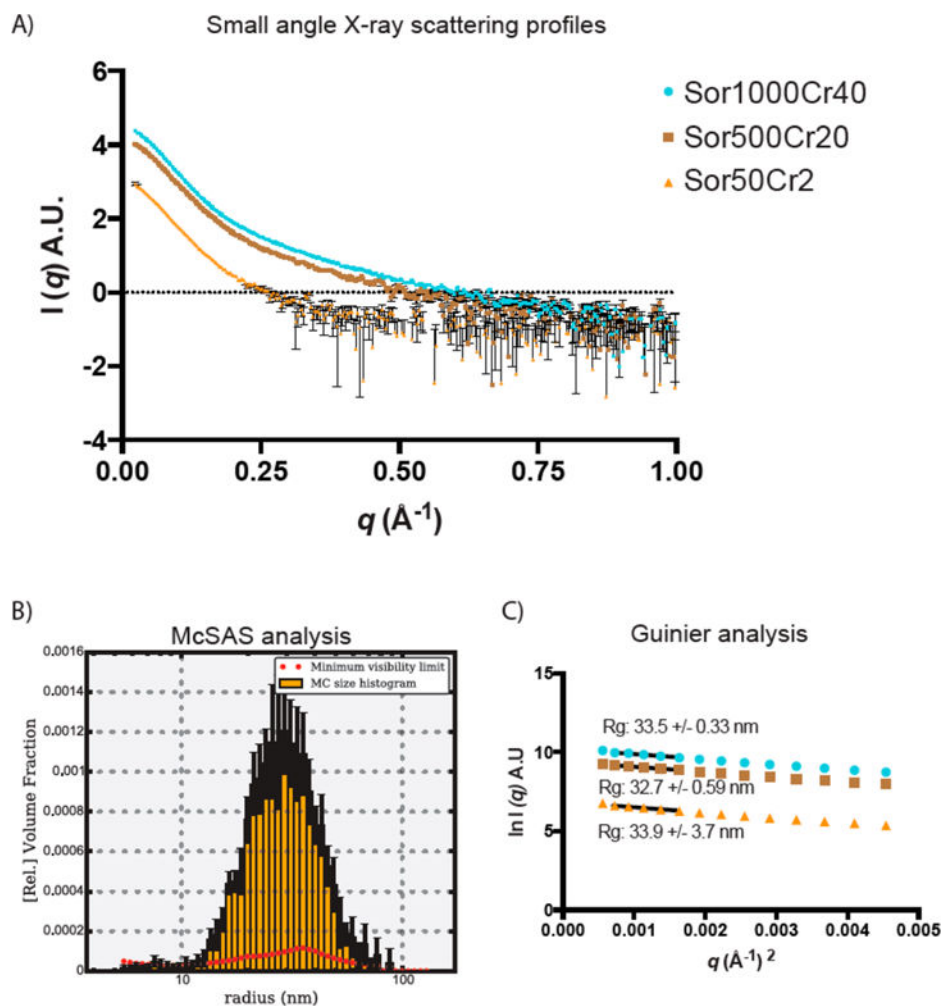 A)
Small angle X-ray scattering profiles
6
4
2
0
-2
-4
I (q) A.U.
0.00 0.25 0.50 0.75 1.00
q (Å⁻¹)
Sor1000Cr40
Sor500Cr20
Sor50Cr2
B)
McSAS analysis
0.0016
0.0014
0.0012
0.001
0.0008
0.0006
0.0004
0.0002
0
[Rel.] Volume Fraction
Minimum visibility limit
MC size histogram
10 100
radius (nm)
C)
Guinier analysis
15
10
5
0
ln I (q) A.U
Rg: 33.5 +/- 0.33 nm
Rg: 32.7 +/- 0.59 nm
Rg: 33.9 +/- 3.7 nm
0.000 0.001 0.002 0.003 0.004 0.005
q (Å⁻¹) ²